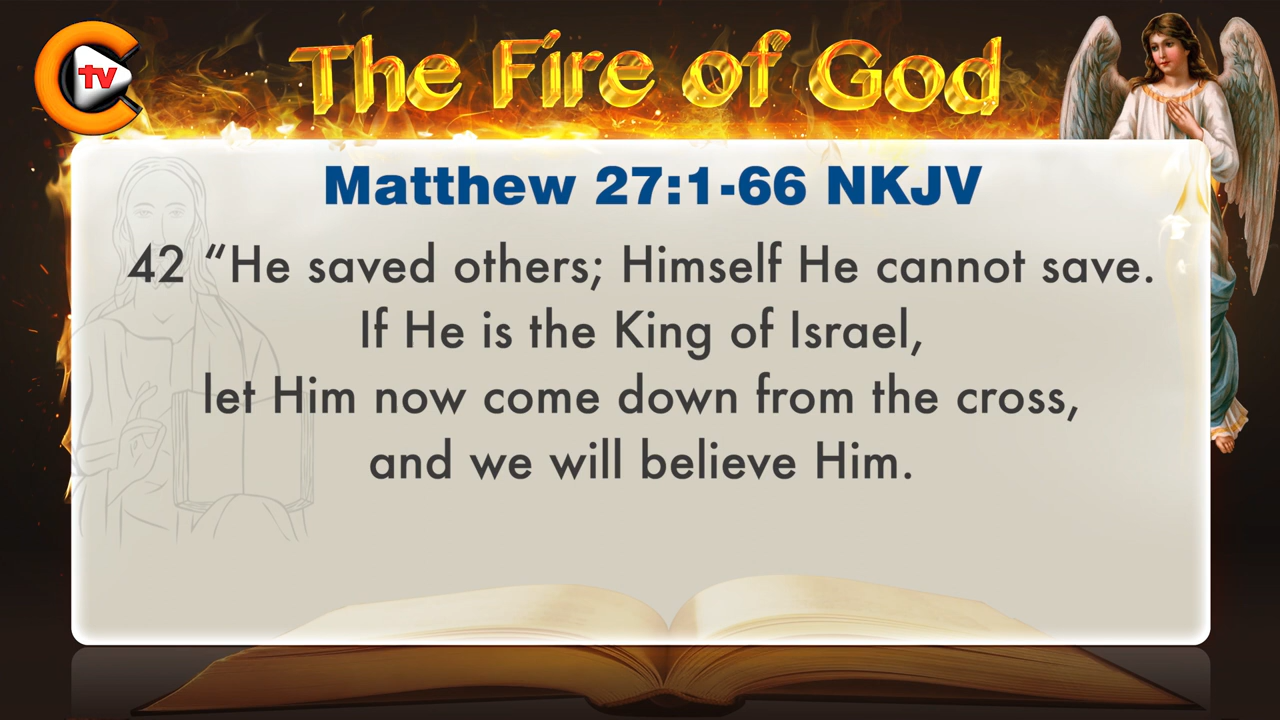 tv
The Fire of God
Matthew 27:1-66 NKJV
42 “He saved others; Himself He cannot save.
If He is the King of Israel,
let Him now come down from the cross,
and we will believe Him.